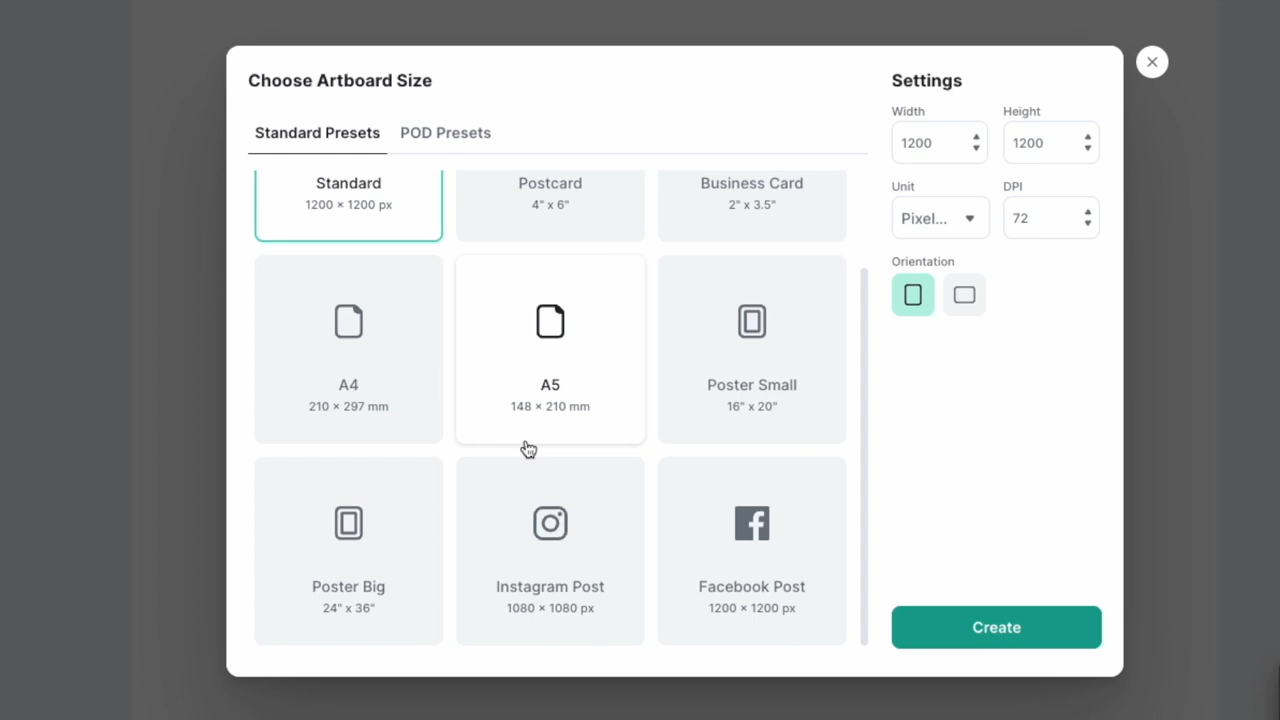 Choose Artboard Size
Standard Presets
POD Presets
Standard
1200 × 1200 px
Postcard
4" x 6"
Business Card
2" x 3.5"
A4
210 × 297 mm
A5
148 × 210 mm
Poster Small
16" x 20"
Poster Big
24" x 36"
Instagram Post
1080 × 1080 px
Facebook Post
1200 × 1200 px
Settings
Width
Height
1200
1200
Unit
DPI
Pixel...
72
Orientation
Create